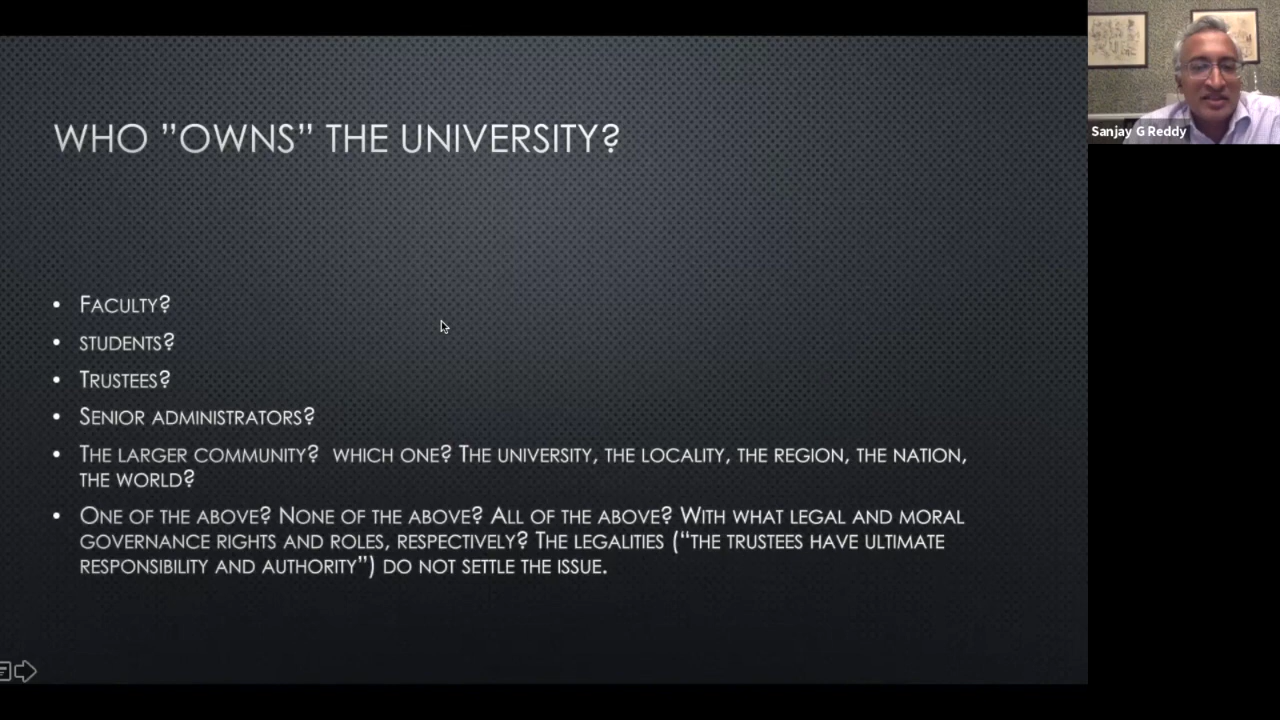 WHO ”OWNS” THE UNIVERSITY?
Sanjay G Reddy
• FACULTY?
• STUDENTS?
• TRUSTEES?
• SENIOR ADMINISTRATORS?
• THE LARGER COMMUNITY? WHICH ONE? THE UNIVERSITY, THE LOCALITY, THE REGION, THE NATION,
THE WORLD?
• ONE OF THE ABOVE? NONE OF THE ABOVE? ALL OF THE ABOVE? WITH WHAT LEGAL AND MORAL
GOVERNANCE RIGHTS AND ROLES, RESPECTIVELY? THE LEGALITIES (“THE TRUSTEES HAVE ULTIMATE
RESPONSIBILITY AND AUTHORITY”) DO NOT SETTLE THE ISSUE.